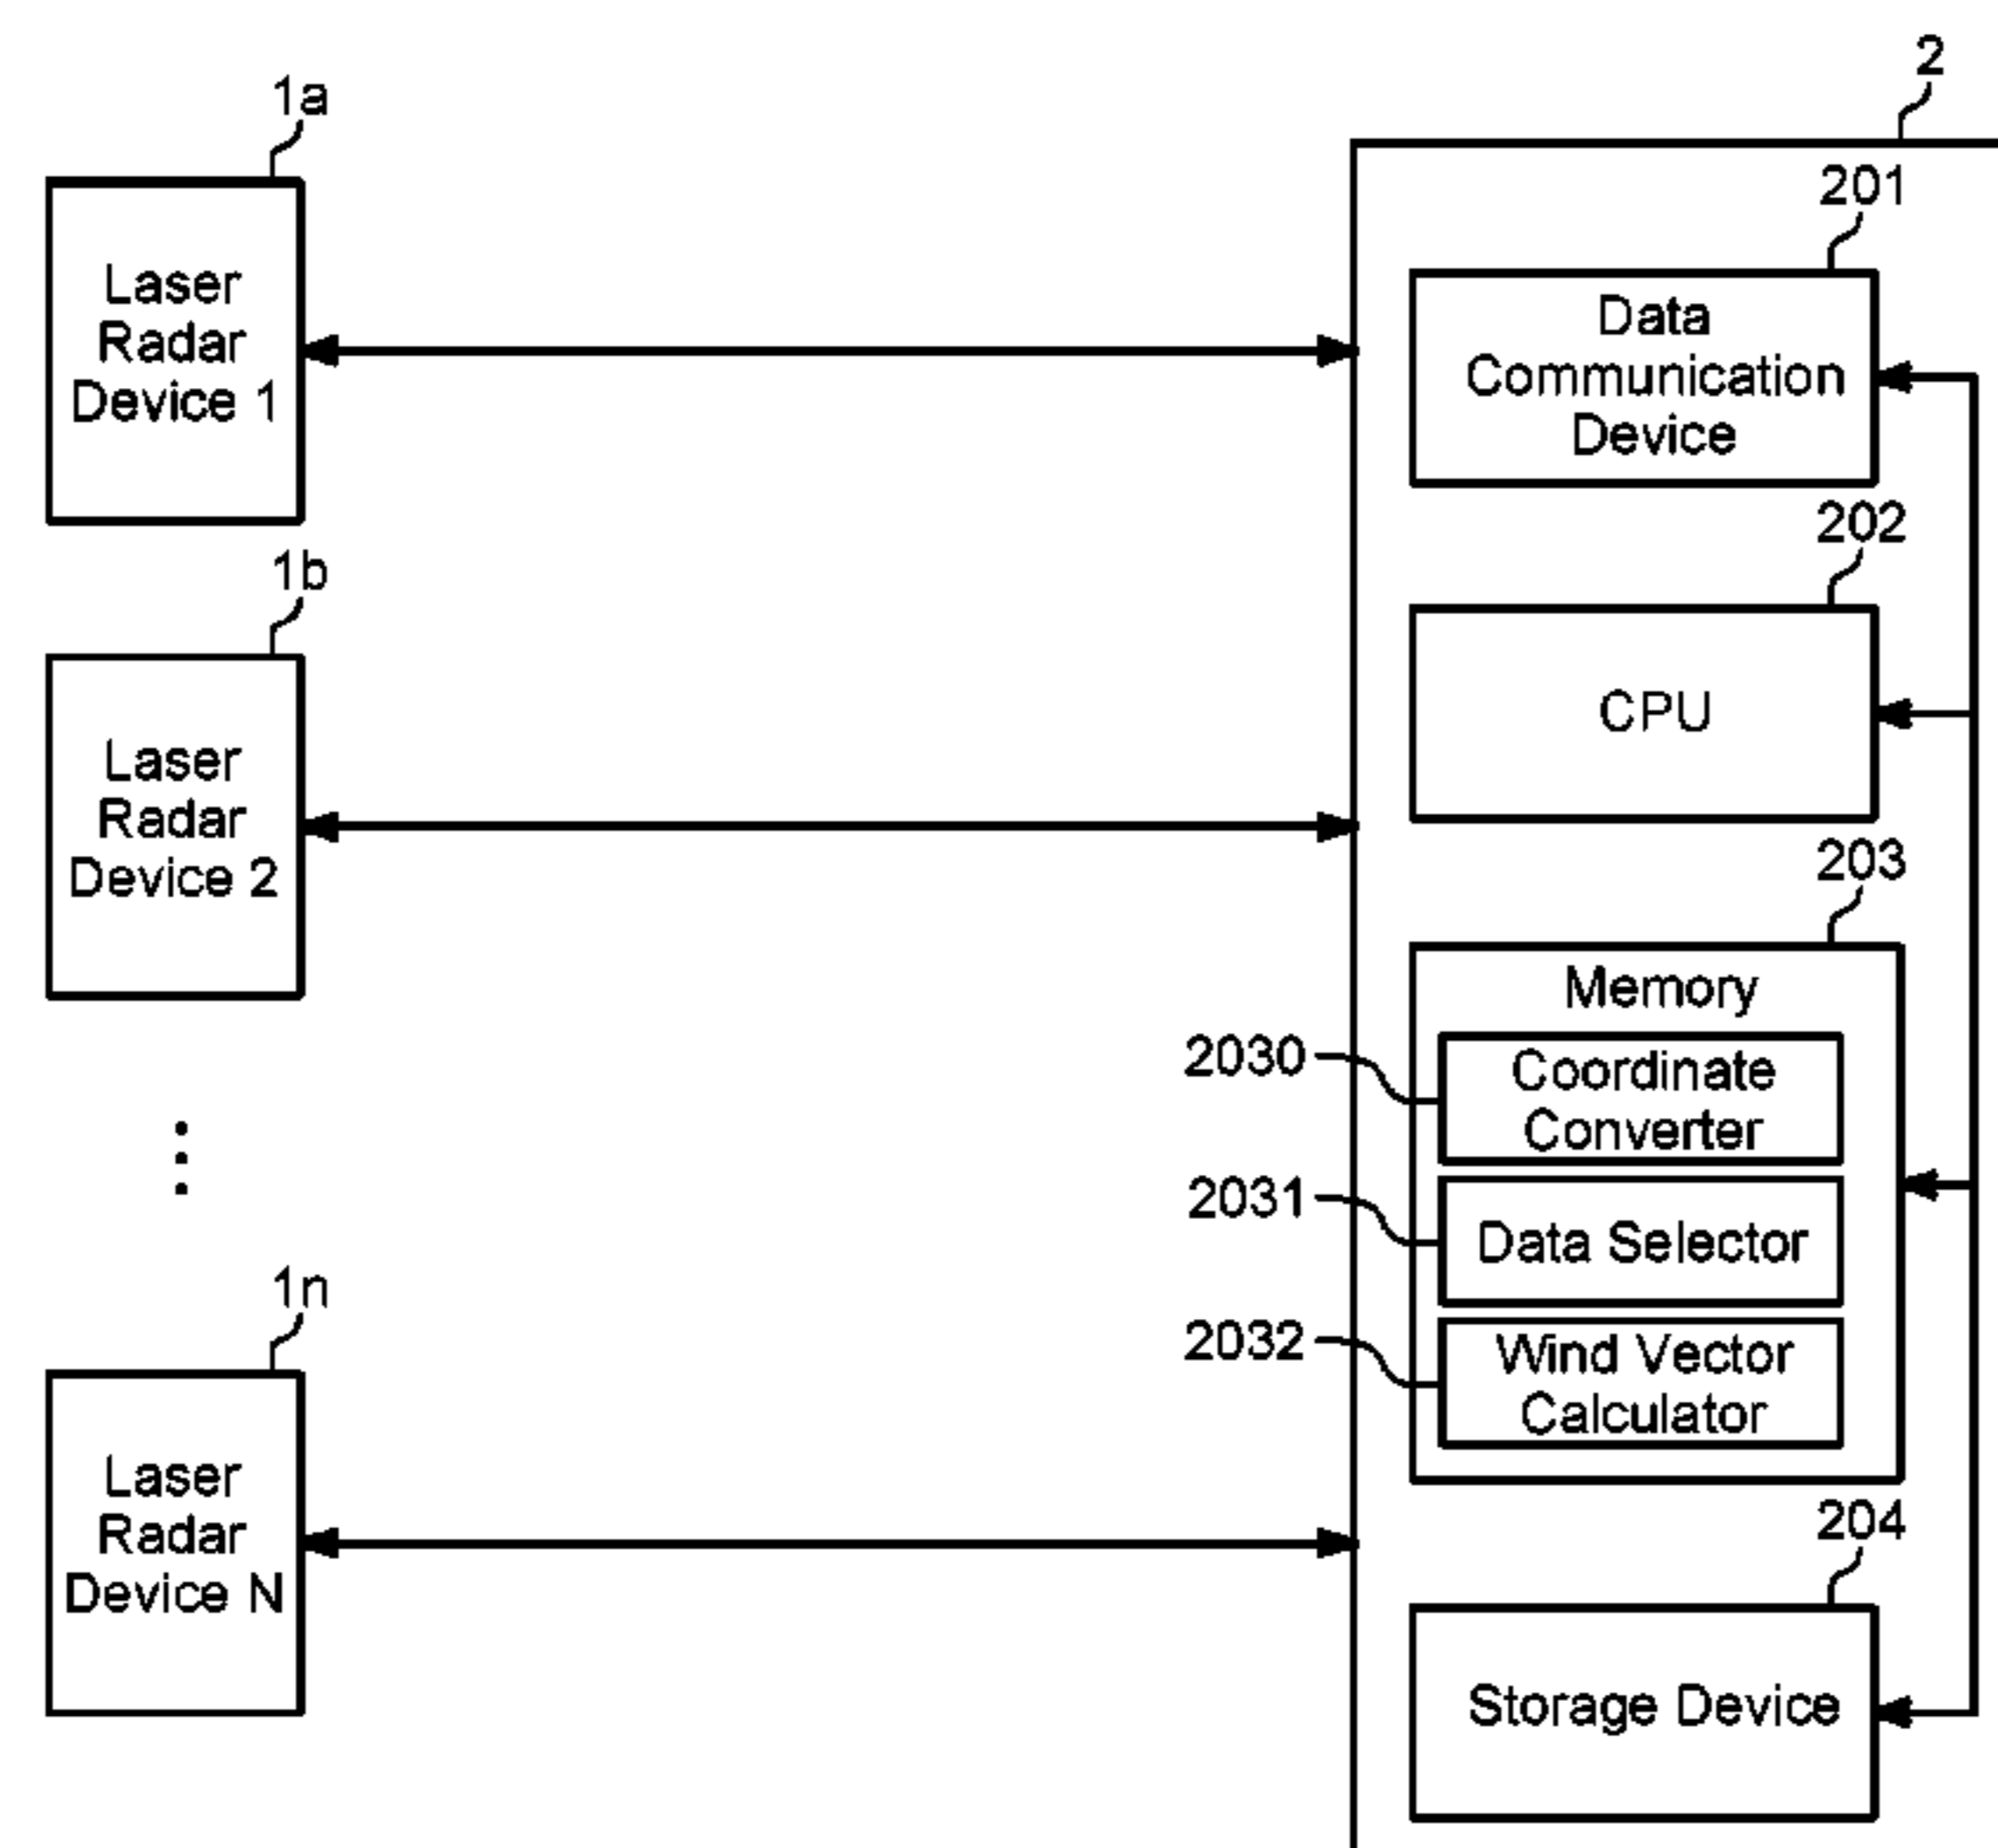 1a
Laser
Radar
Device 1
1b
Laser
Radar
Device 2
1n
Laser
Radar
Device N
2
201
Data
Communication
Device
202
CPU
203
Memory
2030
Coordinate
Converter
2031
Data Selector
2032
Wind Vector
Calculator
204
Storage Device